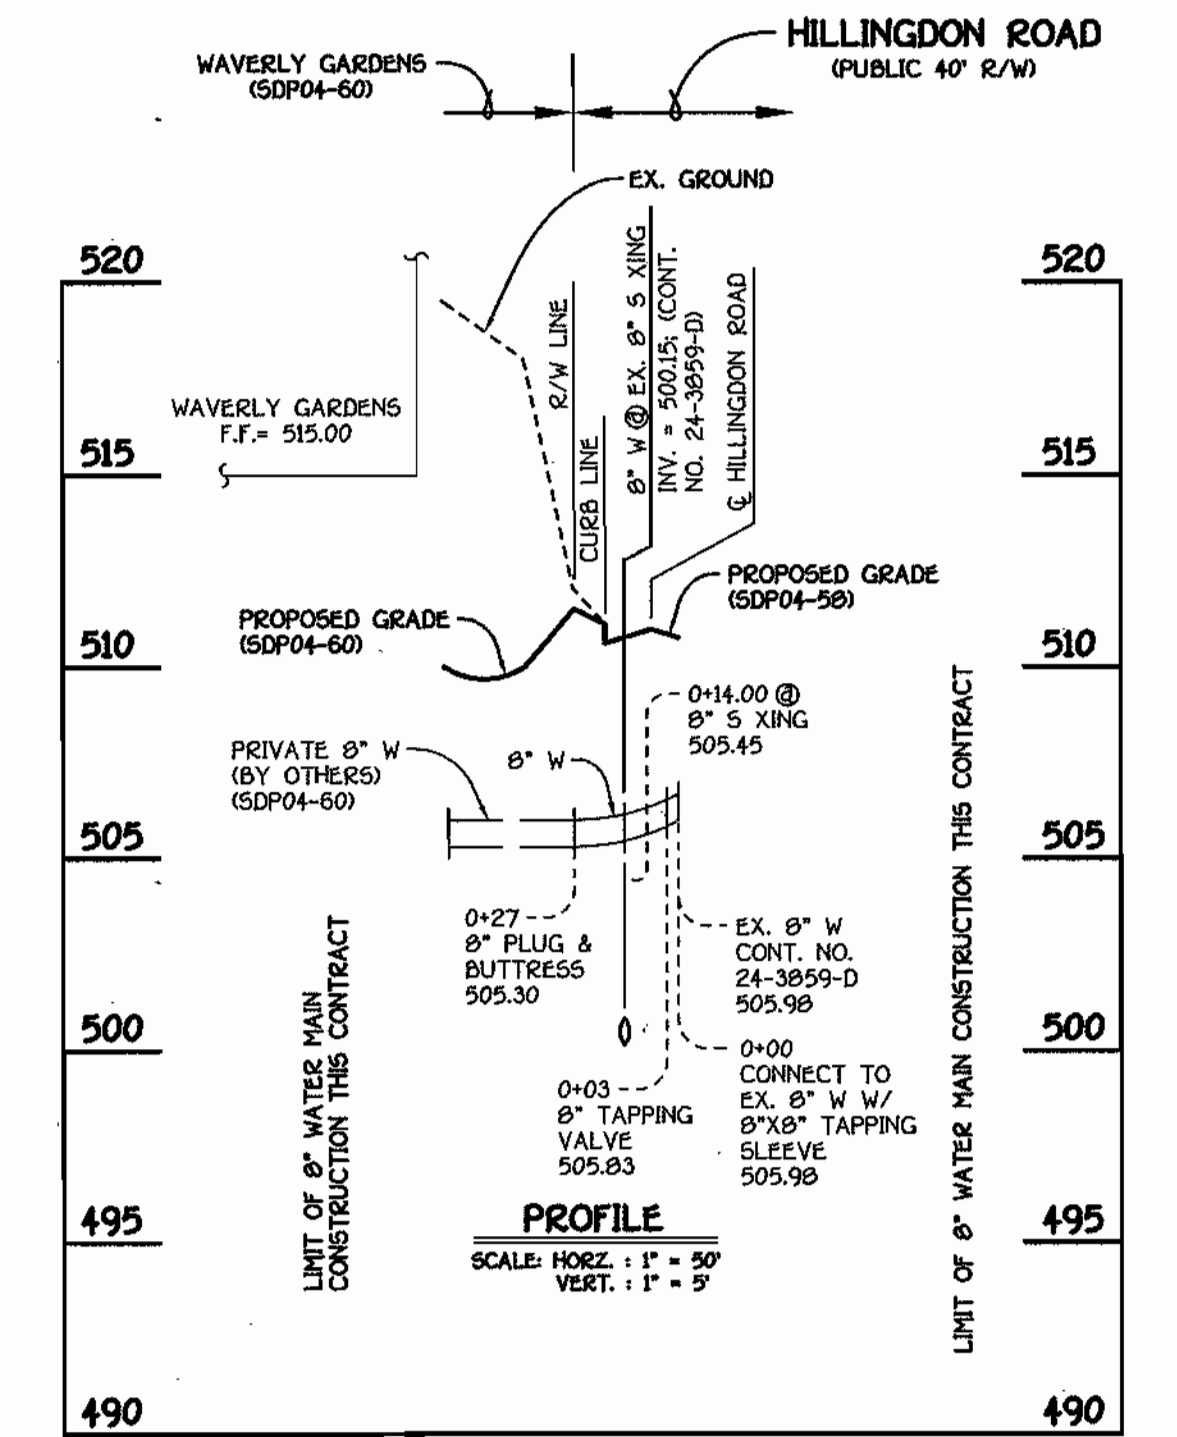 HILLINGDON ROAD
(PUBLIC 40' R/W)
WAVERLY GARDENS
(SDP04-60)
EX. GROUND
520
520
R/W LINE
CURB LINE
8" W @ EX. 8" S XING
INV. = 500.15; (CONT.
NO. 24-3859-D)
℄ HILLINGDON ROAD
WAVERLY GARDENS
F.F.= 515.00
515
515
PROPOSED GRADE
(SDP04-58)
PROPOSED GRADE
(SDP04-60)
510
510
0+14.00 @
8" S XING
505.45
PRIVATE 8" W
(BY OTHERS)
(SDP04-60)
8" W
505
505
0+27
8" PLUG &
BUTTRESS
505.30
EX. 8" W
CONT. NO.
24-3859-D
505.98
500
500
0+00
CONNECT TO
EX. 8" W W/
8"X8" TAPPING
SLEEVE
505.98
0+03
8" TAPPING
VALVE
505.83
LIMIT OF 8" WATER MAIN
CONSTRUCTION THIS CONTRACT
LIMIT OF 8" WATER MAIN CONSTRUCTION THIS CONTRACT
495
495
PROFILE
SCALE: HORZ. : 1" = 50'
VERT. : 1" = 5'
490
490